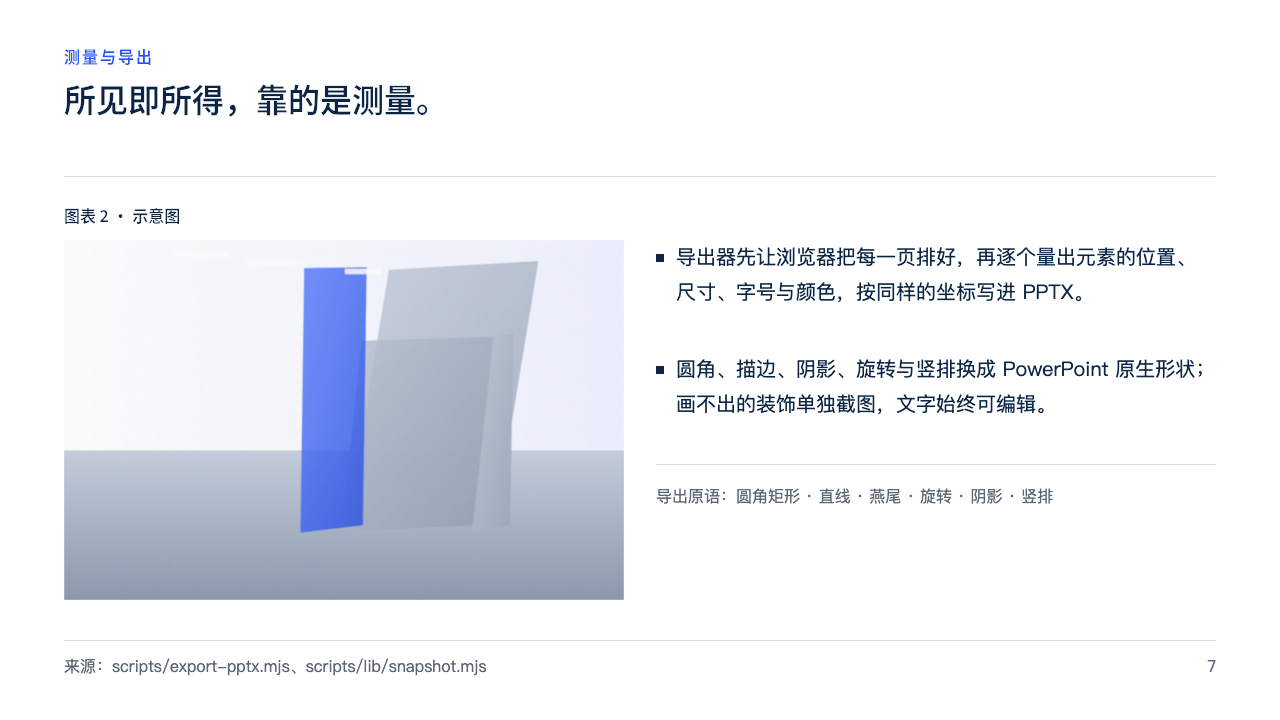 测量与导出
所见即所得，靠的是测量。
图表 2 · 示意图
导出器先让浏览器把每一页排好，再逐个量出元素的位置、
尺寸、字号与颜色，按同样的坐标写进 PPTX。
圆角、描边、阴影、旋转与竖排换成 PowerPoint 原生形状；
画不出的装饰单独截图，文字始终可编辑。
导出原语：圆角矩形 · 直线 · 燕尾 · 旋转 · 阴影 · 竖排
来源：scripts/export-pptx.mjs、scripts/lib/snapshot.mjs
7